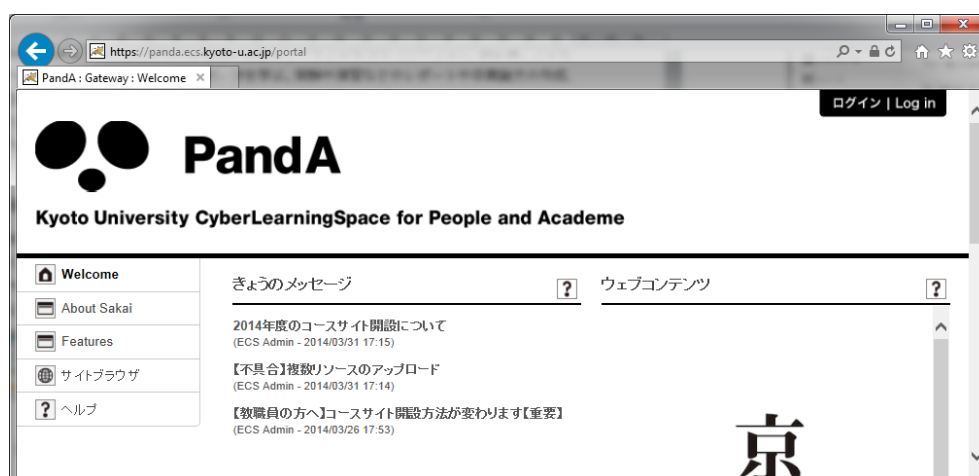 https://panda.ecs.kyoto-u.ac.jp/portal
PandA : Gateway : Welcome
ログイン | Log in
PandA
Kyoto University CyberLearningSpace for People and Academe
Welcome
About Sakai
Features
サイトブラウザ
ヘルプ
きょうのメッセージ
2014年度のコースサイト開設について
(ECS Admin - 2014/03/31 17:15)
【不具合】複数リソースのアップロード
(ECS Admin - 2014/03/31 17:14)
【教職員の方へ】コースサイト開設方法が変わります【重要】
(ECS Admin - 2014/03/26 17:53)
ウェブコンテンツ
京